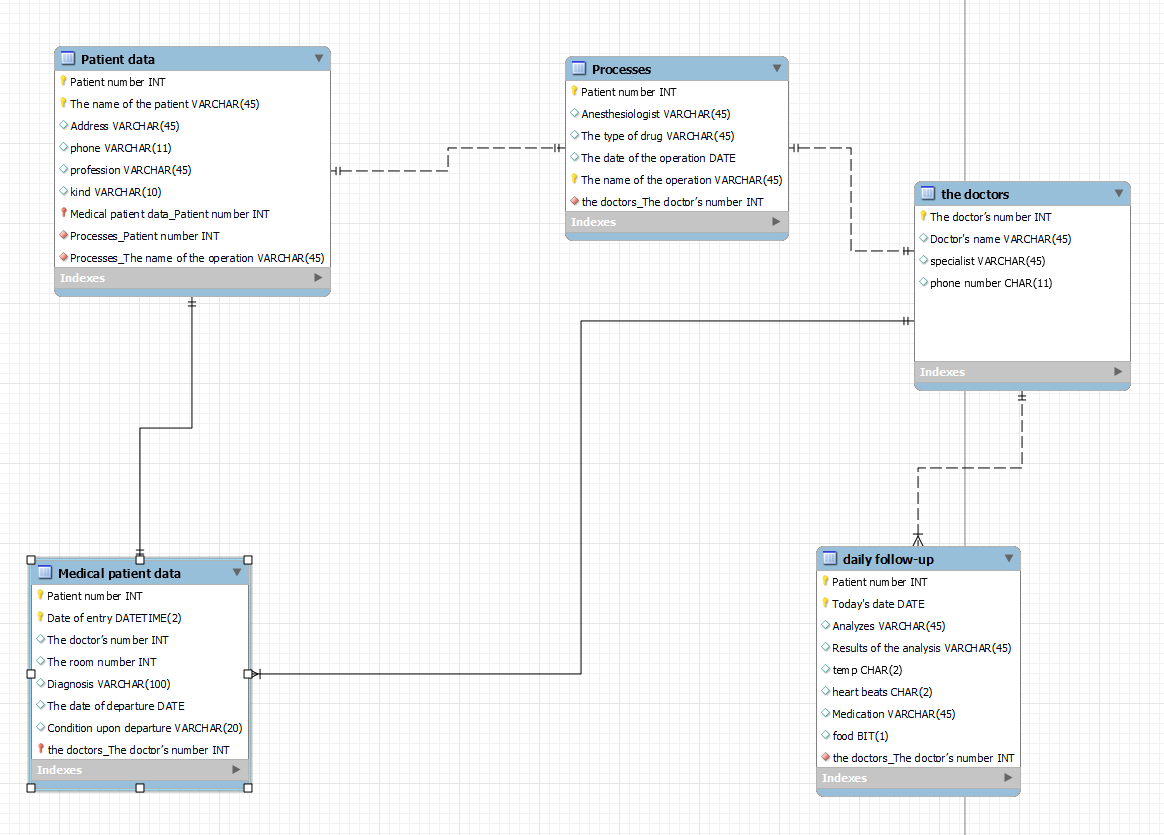 Patient data
Patient number INT
The name of the patient VARCHAR(45)
Address VARCHAR(45)
phone VARCHAR(11)
profession VARCHAR(45)
kind VARCHAR(10)
Medical patient data_Patient number INT
Processes_Patient number INT
Processes_The name of the operation VARCHAR(45)
Indexes
Processes
Patient number INT
Anesthesiologist VARCHAR(45)
The type of drug VARCHAR(45)
The date of the operation DATE
The name of the operation VARCHAR(45)
the doctors_The doctor’s number INT
Indexes
the doctors
The doctor’s number INT
Doctor's name VARCHAR(45)
specialist VARCHAR(45)
phone number CHAR(11)
Indexes
Medical patient data
Patient number INT
Date of entry DATETIME(2)
The doctor’s number INT
The room number INT
Diagnosis VARCHAR(100)
The date of departure DATE
Condition upon departure VARCHAR(20)
the doctors_The doctor’s number INT
Indexes
daily follow-up
Patient number INT
Today's date DATE
Analyzes VARCHAR(45)
Results of the analysis VARCHAR(45)
temp CHAR(2)
heart beats CHAR(2)
Medication VARCHAR(45)
food BIT(1)
the doctors_The doctor’s number INT
Indexes